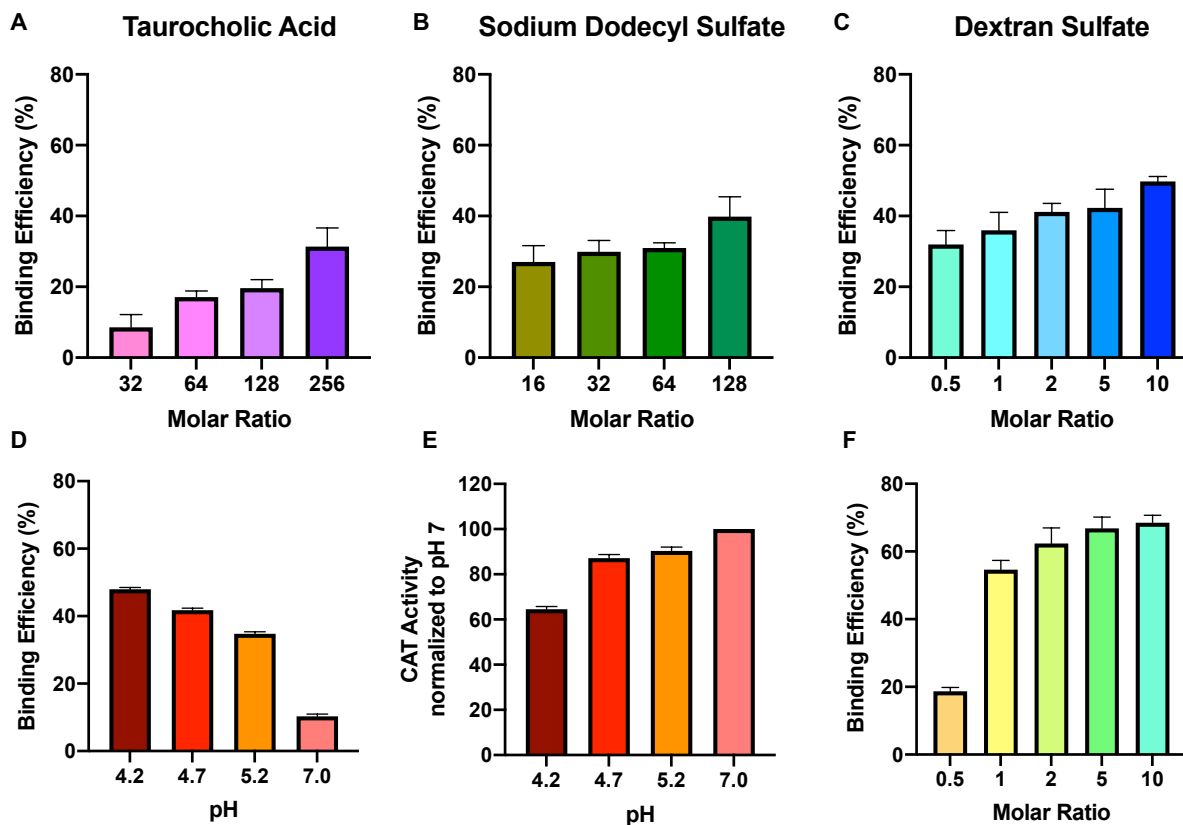 A
Taurocholic Acid
Binding Efficiency (%)
80
60
40
20
0
32 64 128 256
Molar Ratio
B
Sodium Dodecyl Sulfate
Binding Efficiency (%)
80
60
40
20
0
16 32 64 128
Molar Ratio
C
Dextran Sulfate
Binding Efficiency (%)
80
60
40
20
0
0.5 1 2 5 10
Molar Ratio
D
Binding Efficiency (%)
80
60
40
20
0
4.2 4.7 5.2 7.0
pH
E
CAT Activity
normalized to pH 7
120
100
80
60
40
20
0
4.2 4.7 5.2 7.0
pH
F
Binding Efficiency (%)
80
60
40
20
0
0.5 1 2 5 10
Molar Ratio